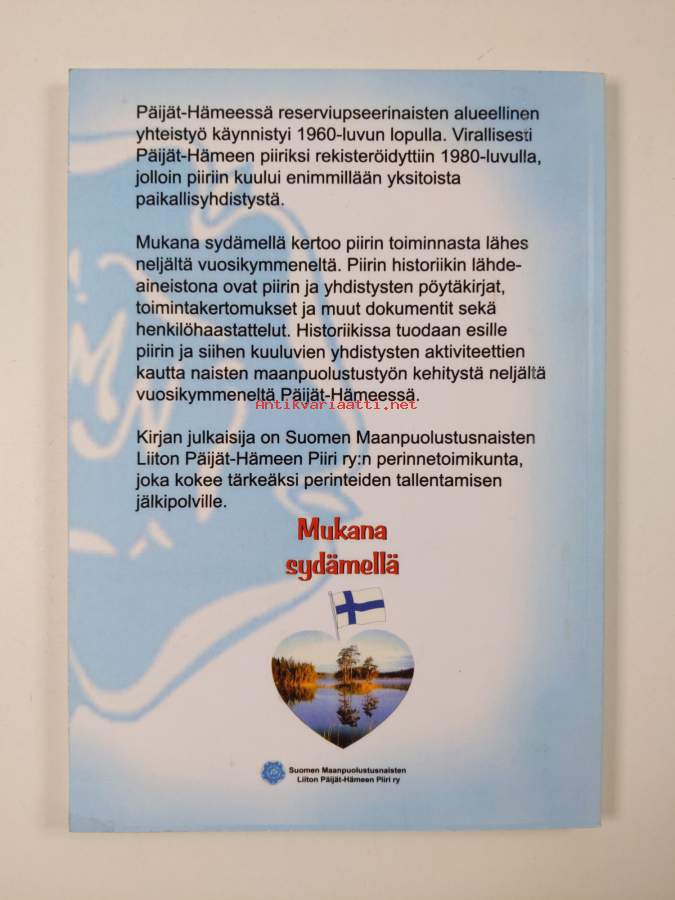 Päijät-Hämeessä reserviupseerinaisten alueellinen
yhteistyö käynnistyi 1960-luvun lopulla. Virallisesti
Päijät-Hämeen piiriksi rekisteröidyttiin 1980-luvulla,
jolloin piiriin kuului enimmillään yksitoista
paikallisyhdistystä.
Mukana sydämellä kertoo piirin toiminnasta lähes
neljältä vuosikymmeneltä. Piirin historiikin lähde-
aineistona ovat piirin ja yhdistysten pöytäkirjat,
toimintakertomukset ja muut dokumentit sekä
henkilöhaastattelut. Historiikissa tuodaan esille
piirin ja siihen kuuluvien yhdistysten aktiviteettien
kautta naisten maanpuolustustyön kehitystä neljältä
vuosikymmeneltä Päijät-Hämeessä.
Antikvariaatti.net
Kirjan julkaisija on Suomen Maanpuolustusnaisten
Liiton Päijät-Hämeen Piiri ry:n perinnetoimikunta,
joka kokee tärkeäksi perinteiden tallentamisen
jälkipolville.
Mukana
sydämellä
Suomen Maanpuolustusnaisten
Liiton Päijät-Hämeen Piiri ry